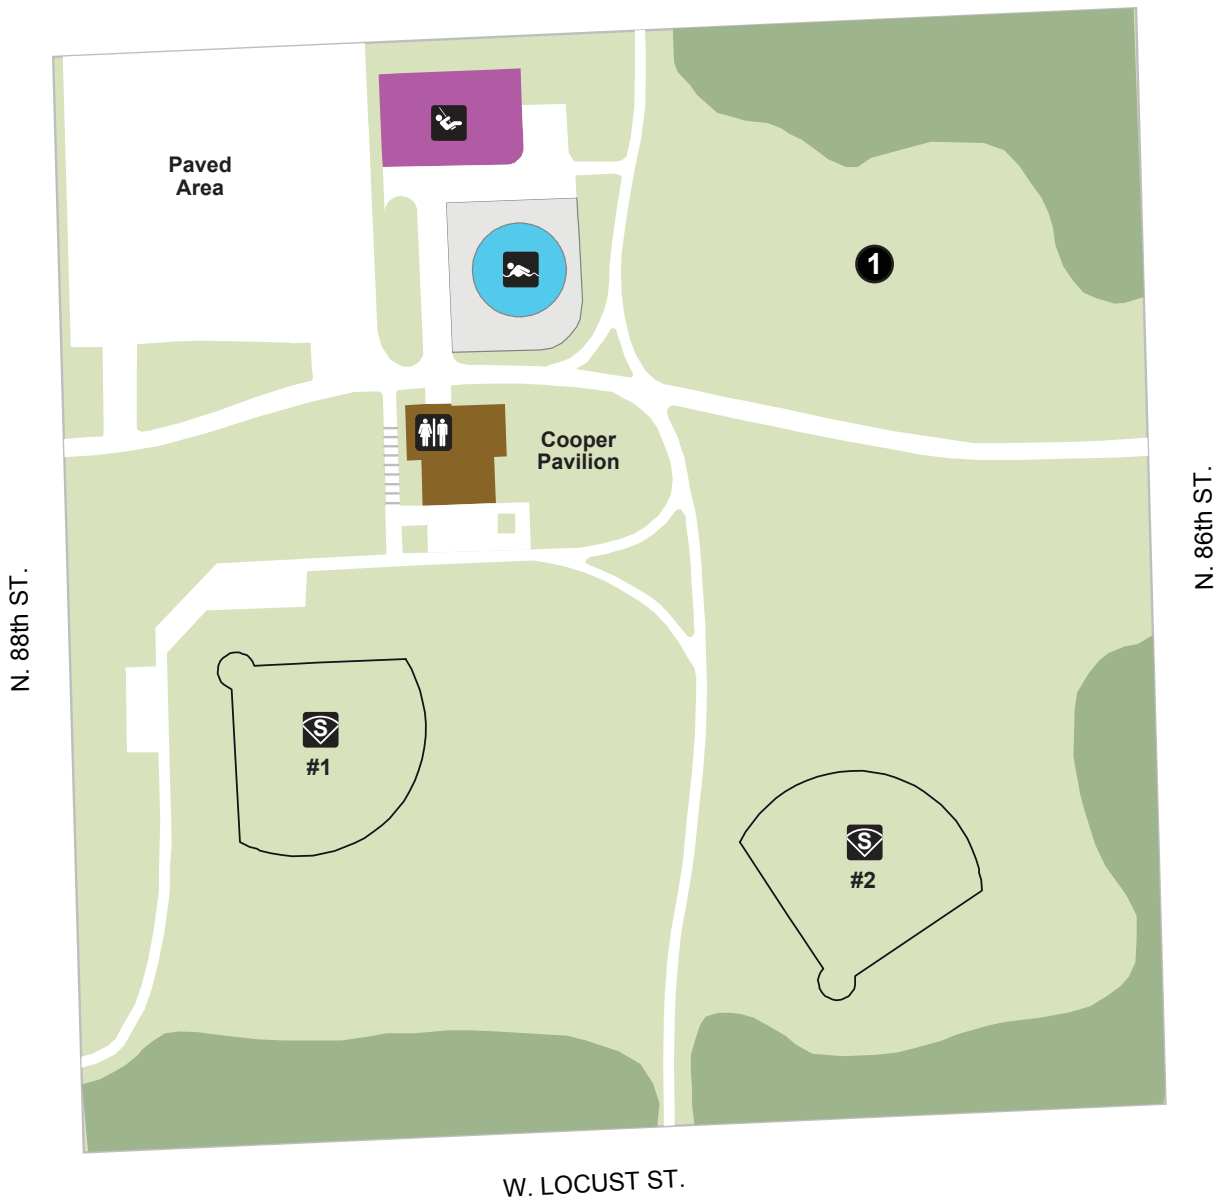 Paved
Area
1
Cooper
Pavilion
N. 86th ST.
N. 88th ST.
S
#1
S
#2
W. LOCUST ST.